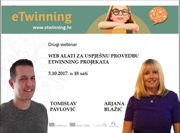 eTwinning
www.etwinning.hr
Drugi webinar
WEB ALATI ZA USPJEŠNU PROVEDBU
ETWINNING PROJEKATA
3.10.2017. u 18 sati
TOMISLAV
PAVLOVIĆ
ARJANA
BLAŽIĆ